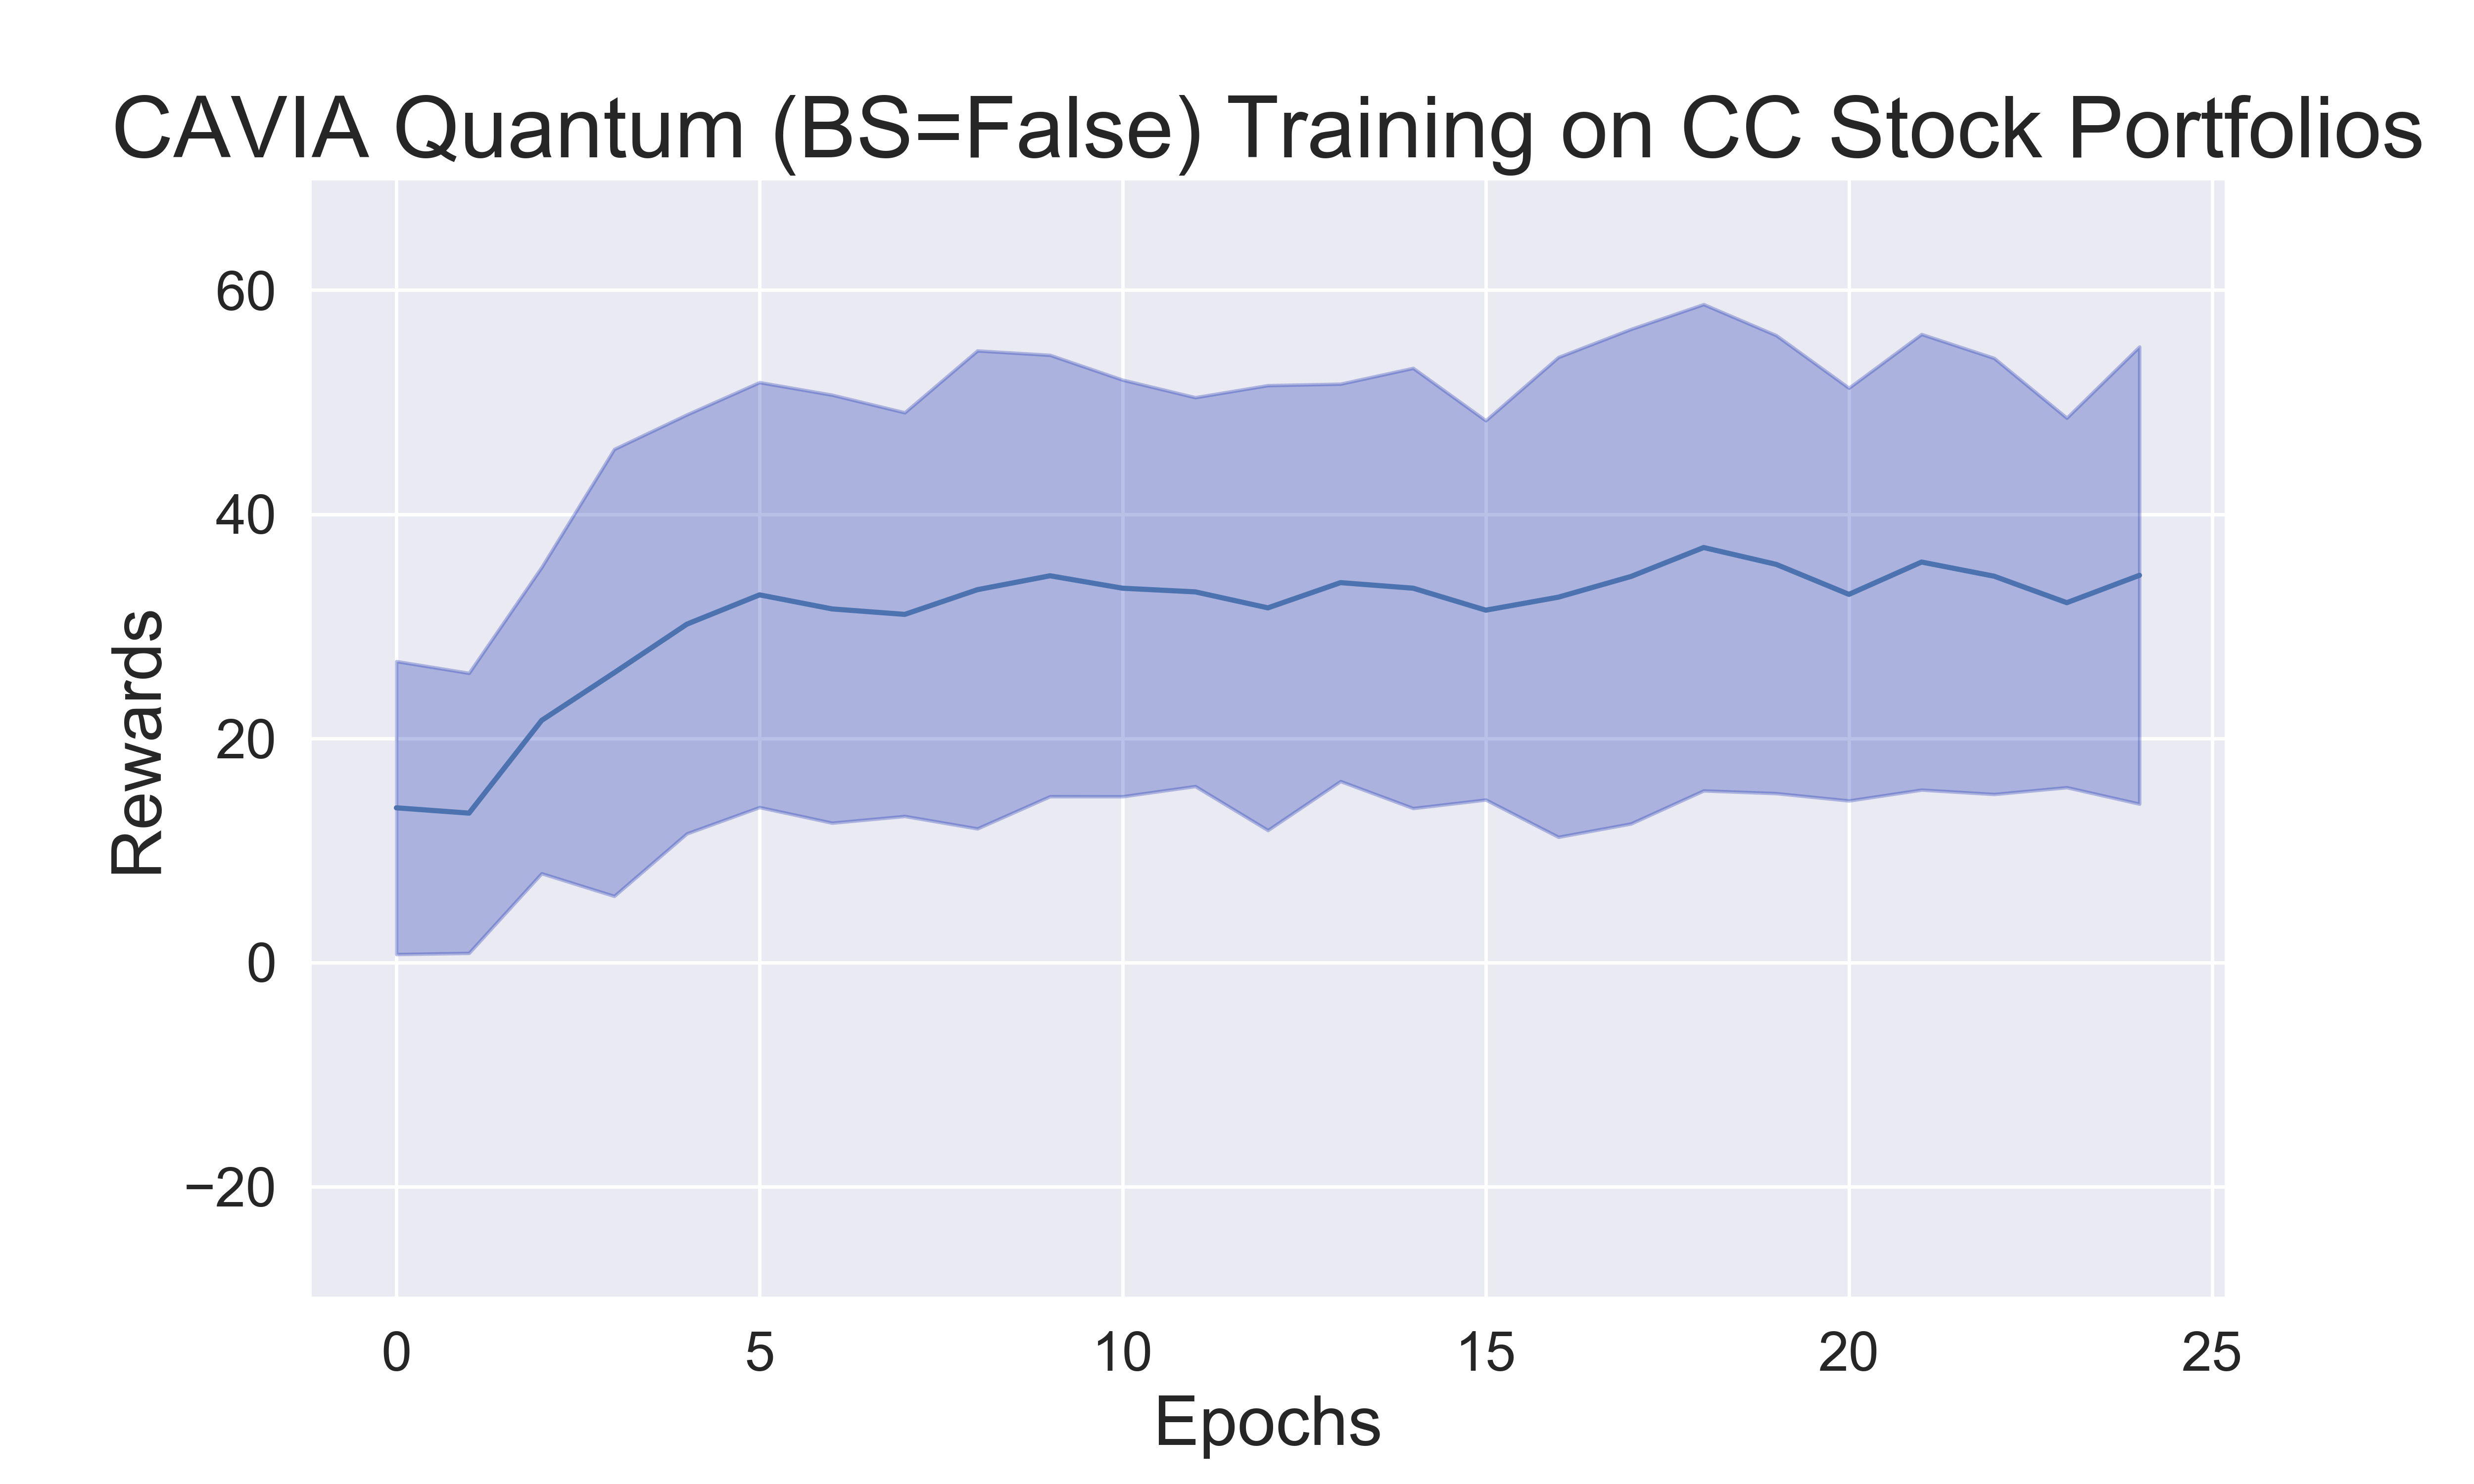 CAVIA Quantum (BS=False) Training on CC Stock Portfolios
60
40
20
0
−20
Rewards
0 5 10 15 20 25
Epochs